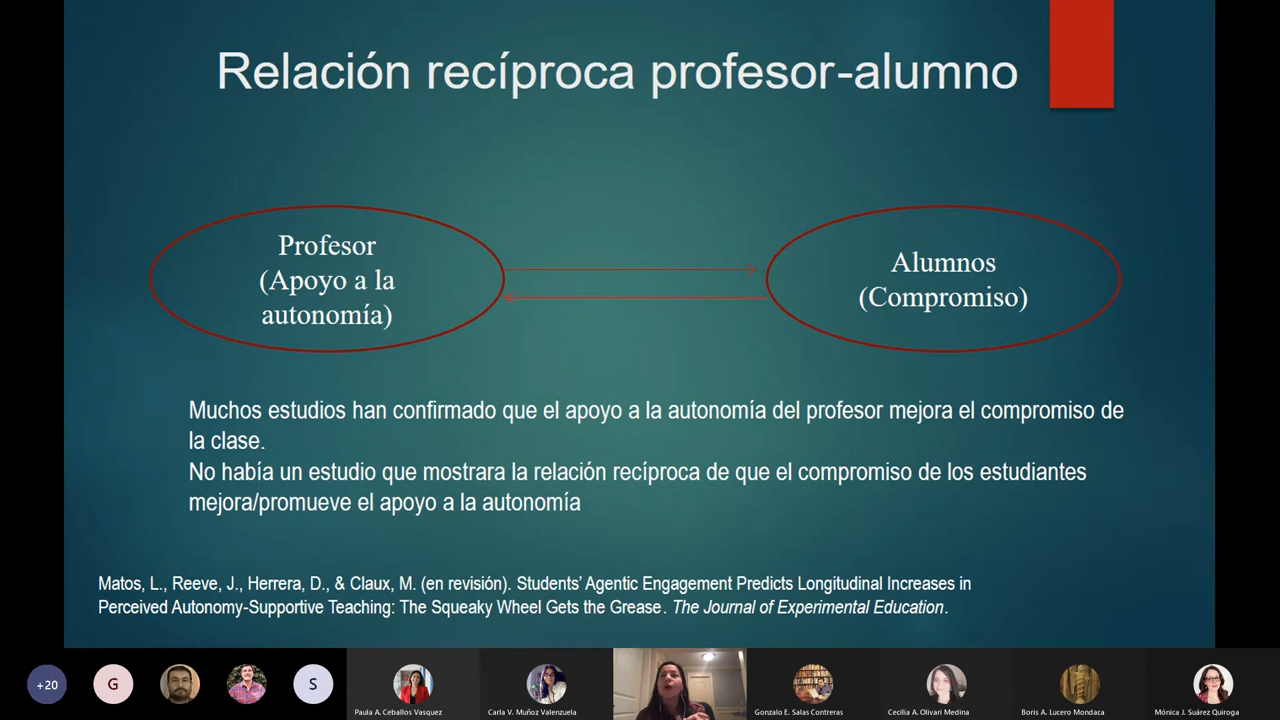 Relación recíproca profesor-alumno
Profesor
(Apoyo a la
autonomía)
Alumnos
(Compromiso)
Muchos estudios han confirmado que el apoyo a la autonomía del profesor mejora el compromiso de
la clase.
No había un estudio que mostrara la relación recíproca de que el compromiso de los estudiantes
mejora/promueve el apoyo a la autonomía
Matos, L., Reeve, J., Herrera, D., & Claux, M. (en revisión). Students’ Agentic Engagement Predicts Longitudinal Increases in
Perceived Autonomy-Supportive Teaching: The Squeaky Wheel Gets the Grease. The Journal of Experimental Education.
+20
G
S
Paula A. Ceballos Vasquez
Carla V. Muñoz Valenzuela
Gonzalo E. Salas Contreras
Cecilia A. Olivari Medina
Boris A. Lucero Mondaca
Mónica J. Suárez Quiroga